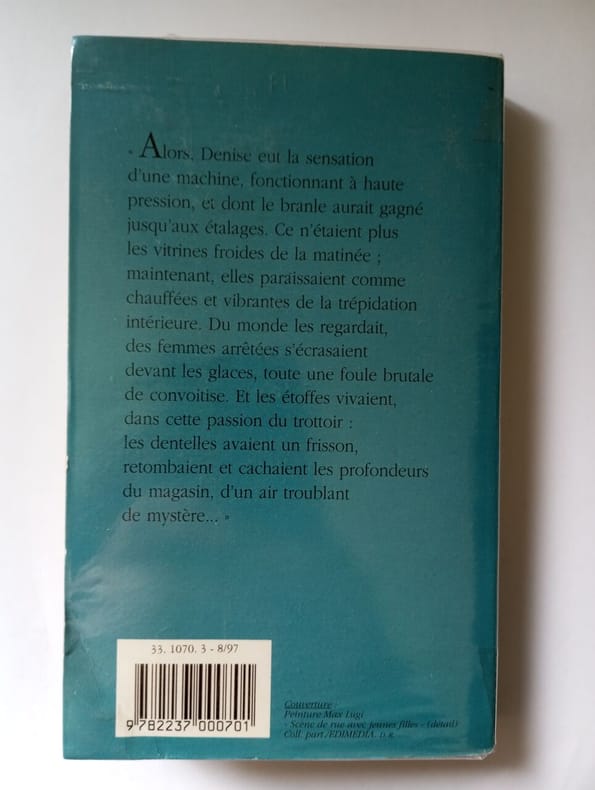 « Alors, Denise eut la sensation
d'une machine, fonctionnant à haute
pression, et dont le branle aurait gagné
jusqu'aux étalages. Ce n'étaient plus
les vitrines froides de la matinée ;
maintenant, elles paraissaient comme
chauffées et vibrantes de la trépidation
intérieure. Du monde les regardait,
des femmes arrêtées s'écrasaient
devant les glaces, toute une foule brutale
de convoitise. Et les étoffes vivaient,
dans cette passion du trottoir :
les dentelles avaient un frisson,
retombaient et cachaient les profondeurs
du magasin, d'un air troublant
de mystère... »
33. 1070. 3 - 8/97
9 782237 000701
Couverture :
Peinture Max Lugi
« Scène de rue avec jeunes filles » (détail)
Coll. part./EDIMEDIA. D. R.